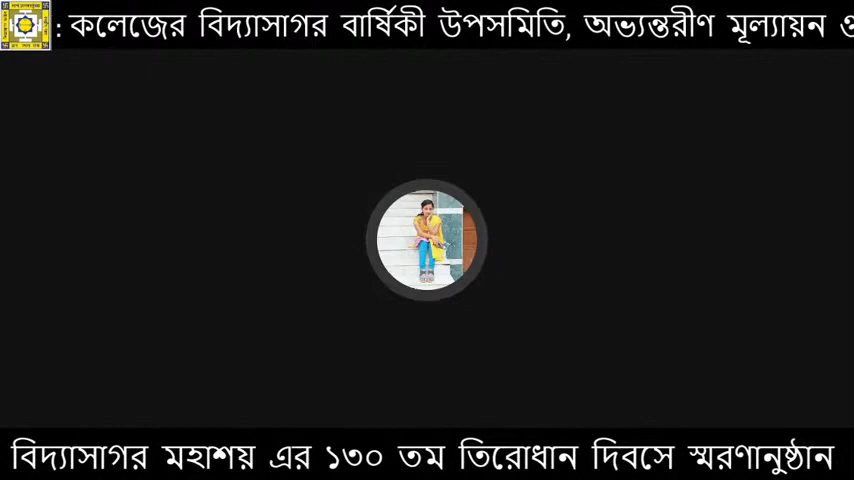 : কলেজের বিদ্যাসাগর বার্ষিকী উপসমিতি, অভ্যন্তরীণ মূল্যায়ন
বিদ্যাসাগর মহাশয় এর ১৩০ তম তিরোধান দিবসে স্মরণানুষ্ঠান